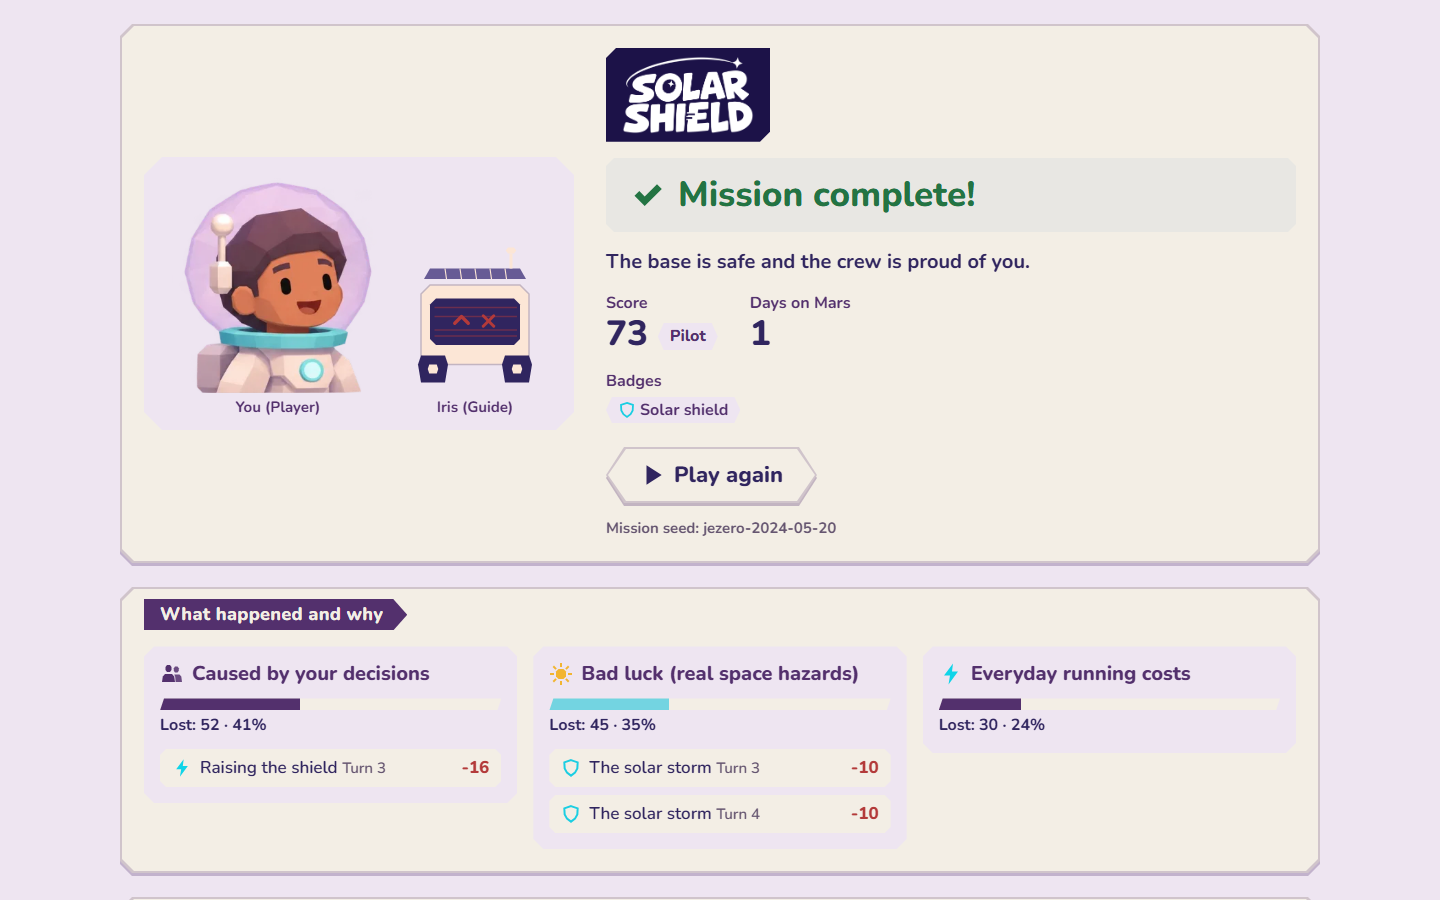 SOLAR
SHIELD
Mission complete!
The base is safe and the crew is proud of you.
Score
73 Pilot
Days on Mars
1
Badges
Solar shield
Play again
Mission seed: jezero-2024-05-20
You (Player)
Iris (Guide)
What happened and why
Caused by your decisions
Lost: 52 · 41%
Raising the shield Turn 3 -16
Bad luck (real space hazards)
Lost: 45 · 35%
The solar storm Turn 3 -10
The solar storm Turn 4 -10
Everyday running costs
Lost: 30 · 24%